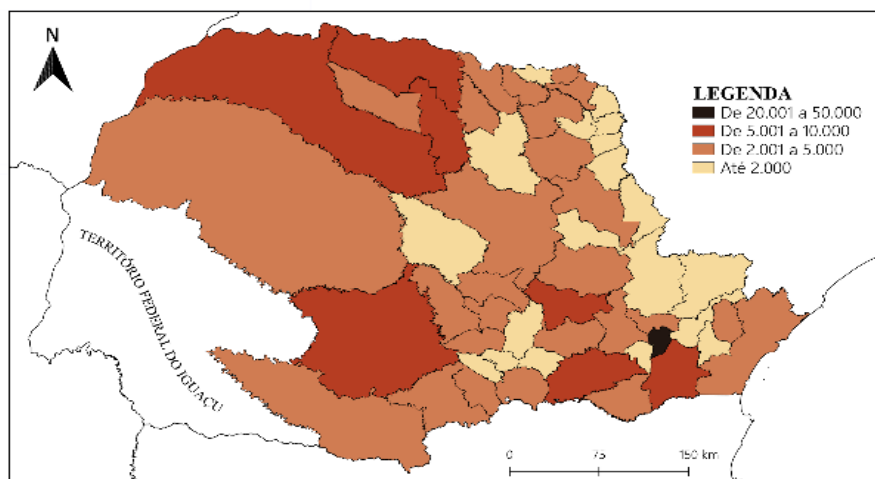 N
LEGENDA
De 20.001 a 50.000
De 5.001 a 10.000
De 2.001 a 5.000
Até 2.000
TERRITÓRIO FEDERAL DO IGUAÇU
0 75 150 km